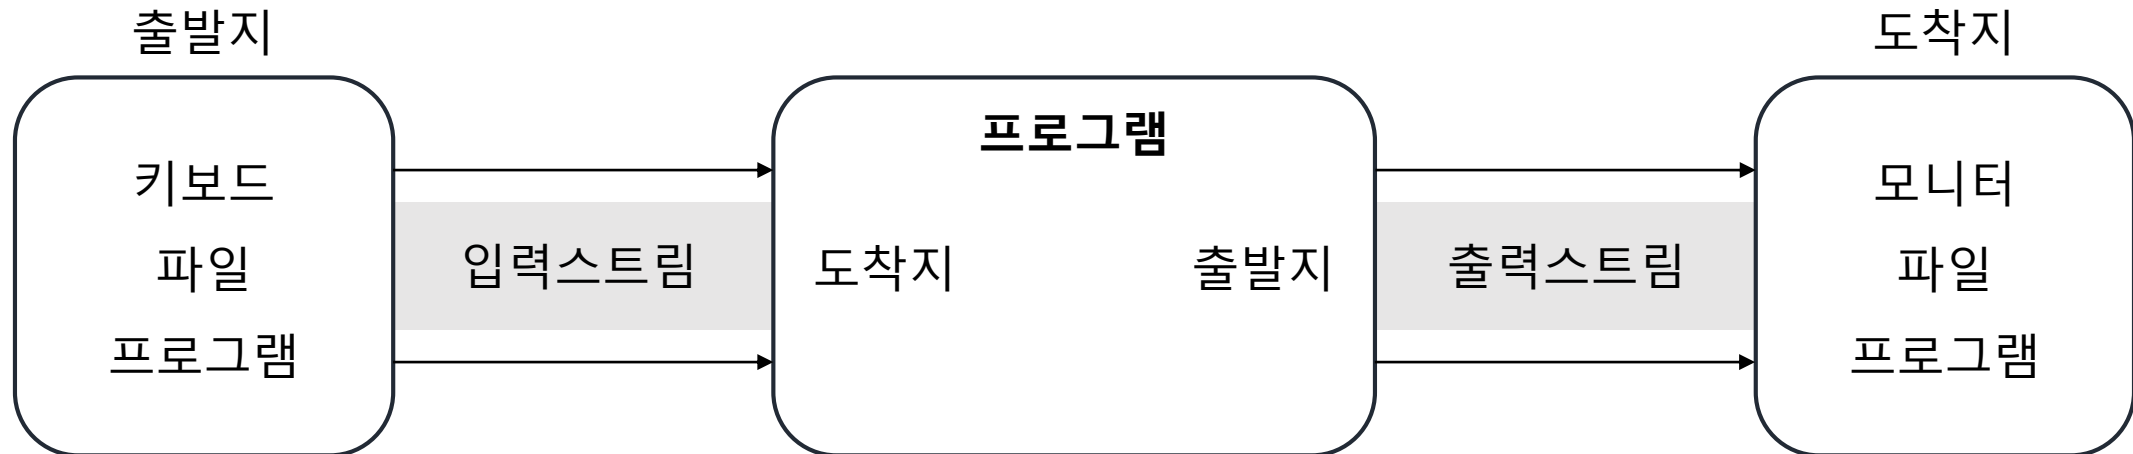 출발지
키보드
파일
프로그램
입력스트림
프로그램
도착지
출발지
출력스트림
도착지
모니터
파일
프로그램